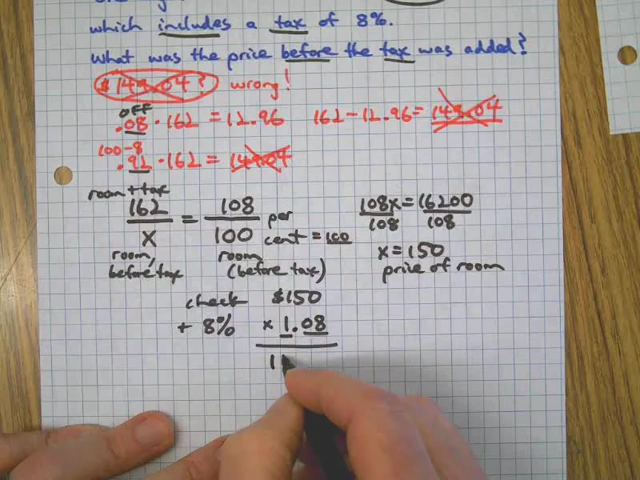 which includes a tax of 8%.
What was the price before the tax was added?
$149.04? wrong!
off
.08 · 162 = 12.96 162 - 12.96 = 149.04
100-8
.92 · 162 = 149.04
room + tax
162 / x = 108 / 100 per cent = 100
108x = 16200
108 108
x = 150
room, before tax
room (before tax)
price of room
check $150
+ 8% × 1.08
1